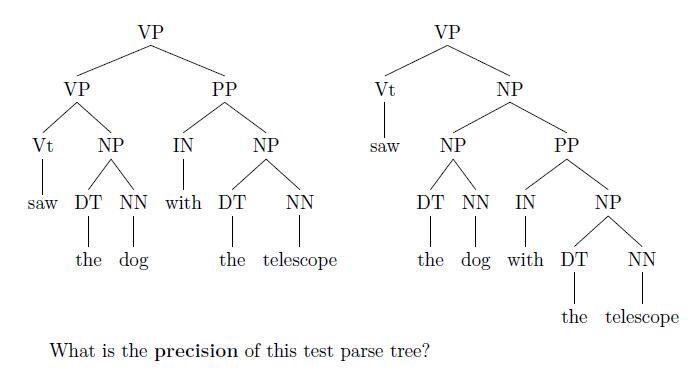 VP VP
VP PP Vt NP
Vt NP IN NP saw NP PP
saw DT NN with DT NN DT NN IN NP
the dog the telescope the dog with DT NN
the telescope
What is the precision of this test parse tree?